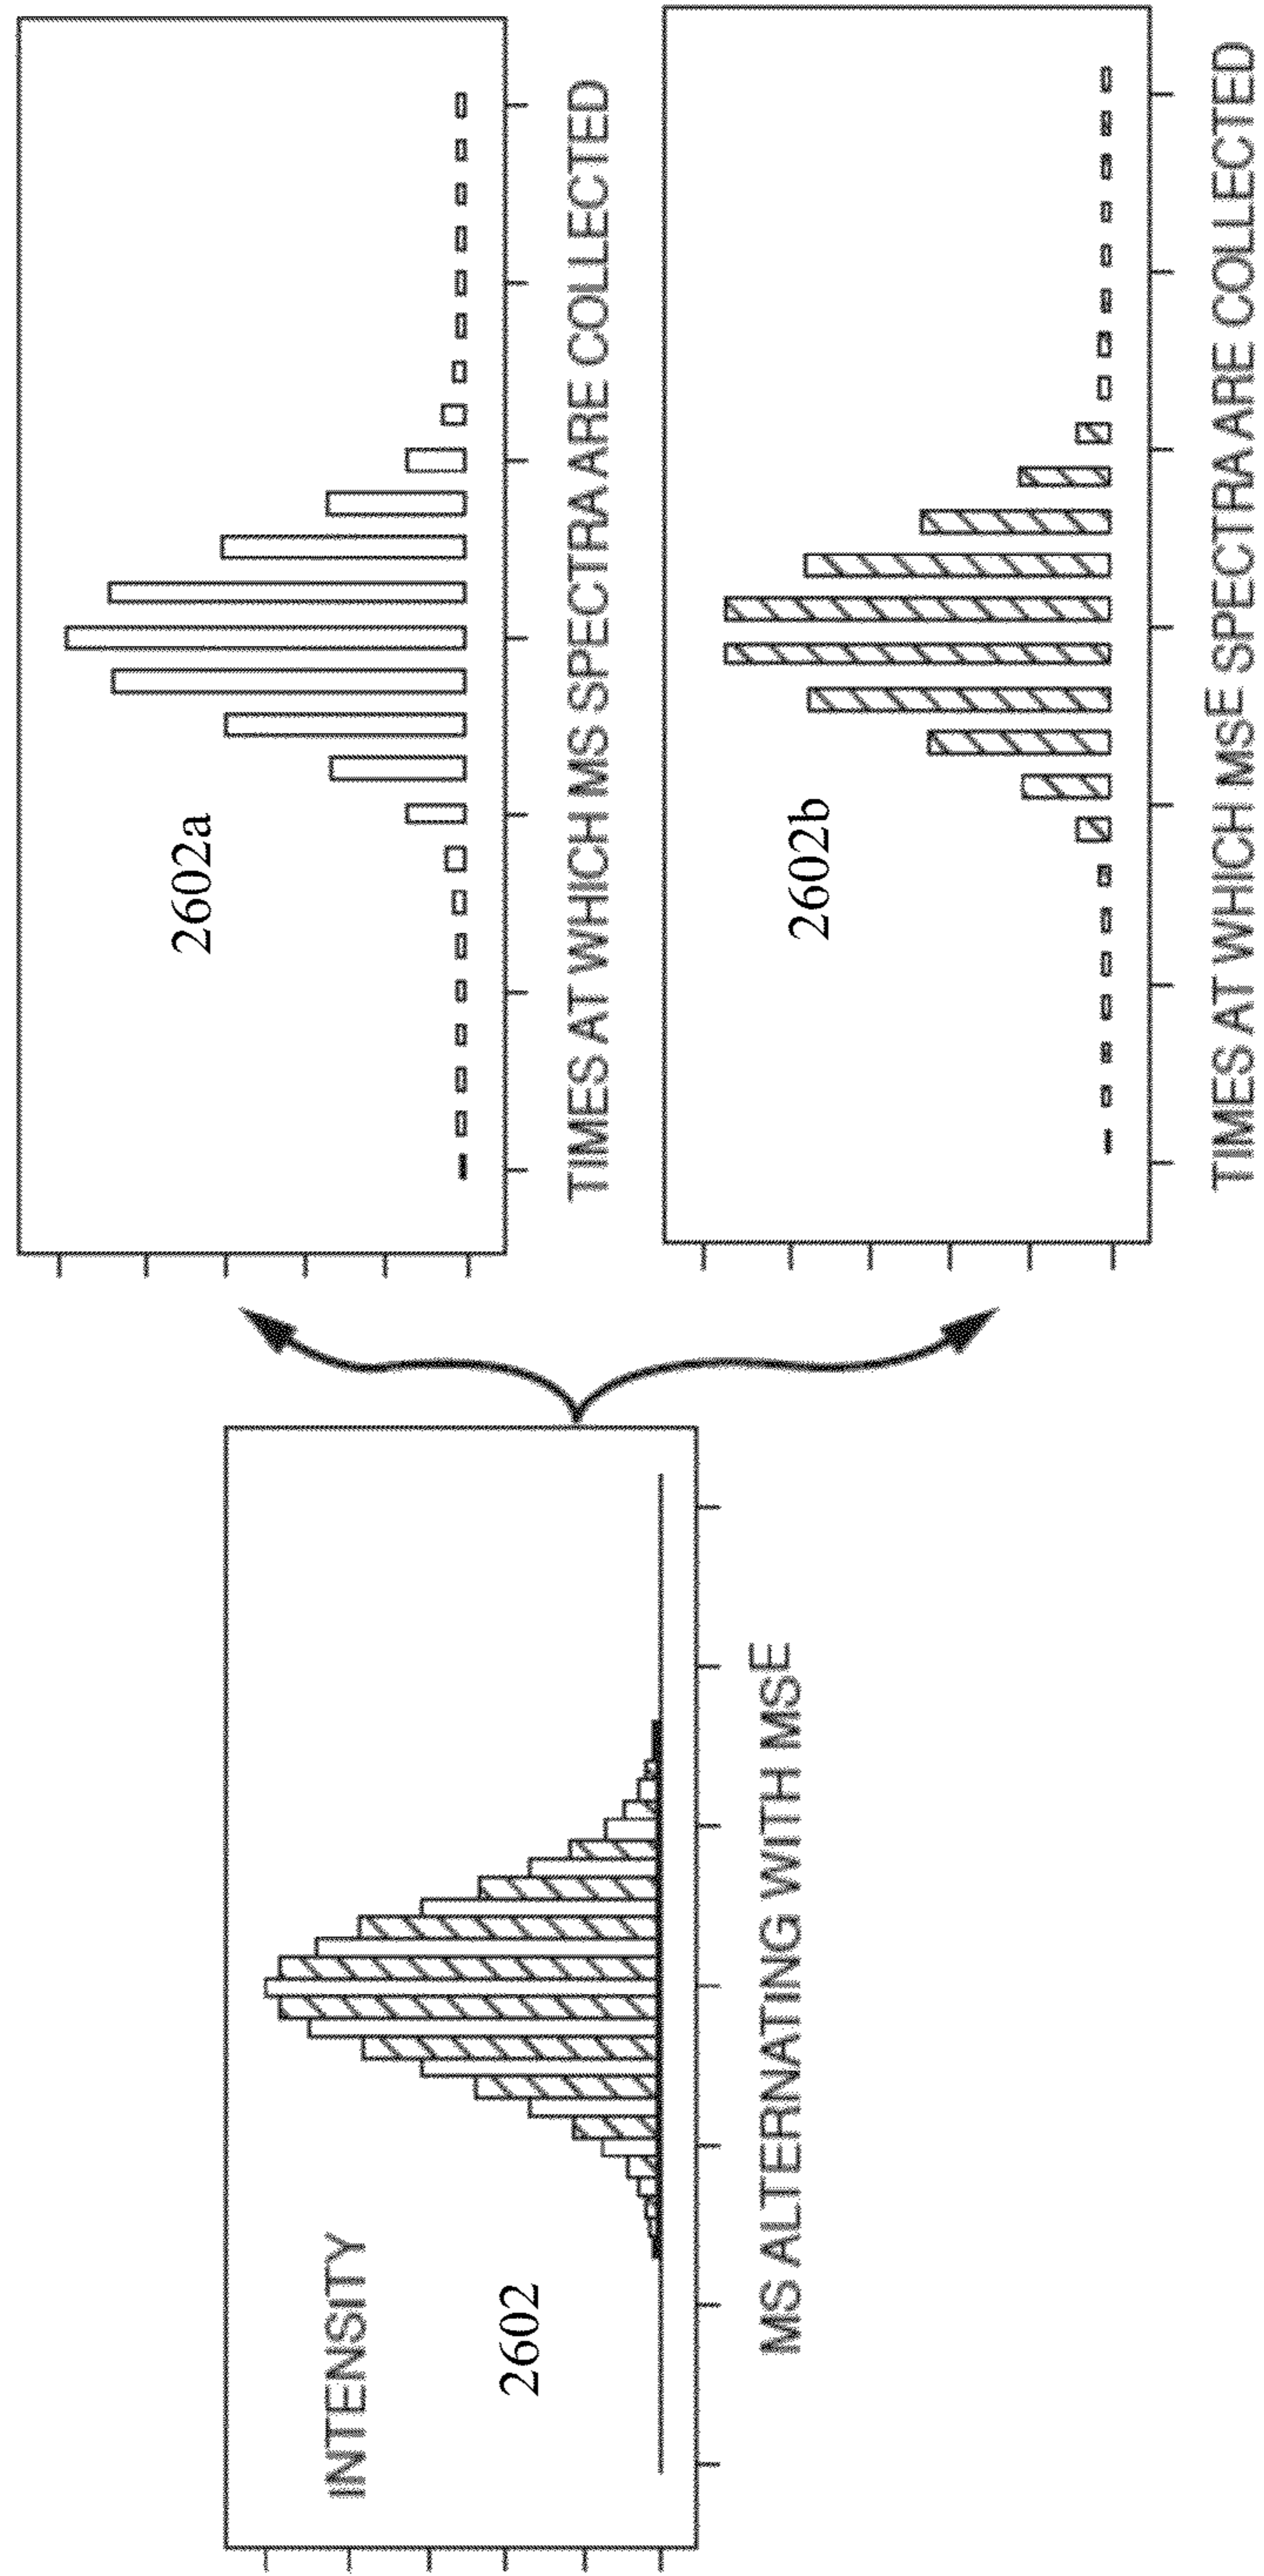 INTENSITY
2602
MS ALTERNATING WITH MSE
2602a
TIMES AT WHICH MS SPECTRA ARE COLLECTED
2602b
TIMES AT WHICH MSE SPECTRA ARE COLLECTED